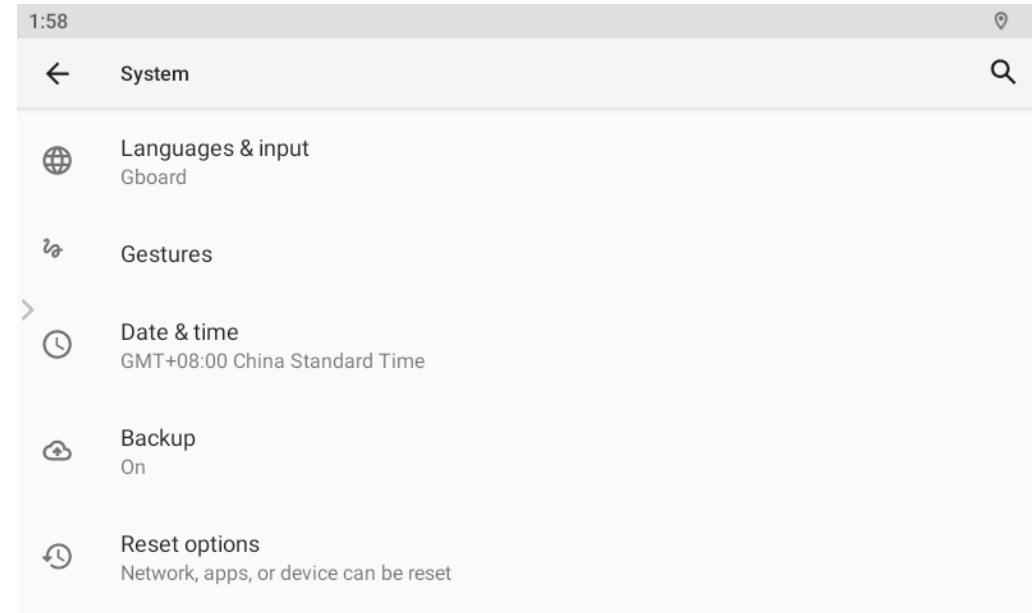 1:58
System
Languages & input
Gboard
Gestures
Date & time
GMT+08:00 China Standard Time
Backup
On
Reset options
Network, apps, or device can be reset